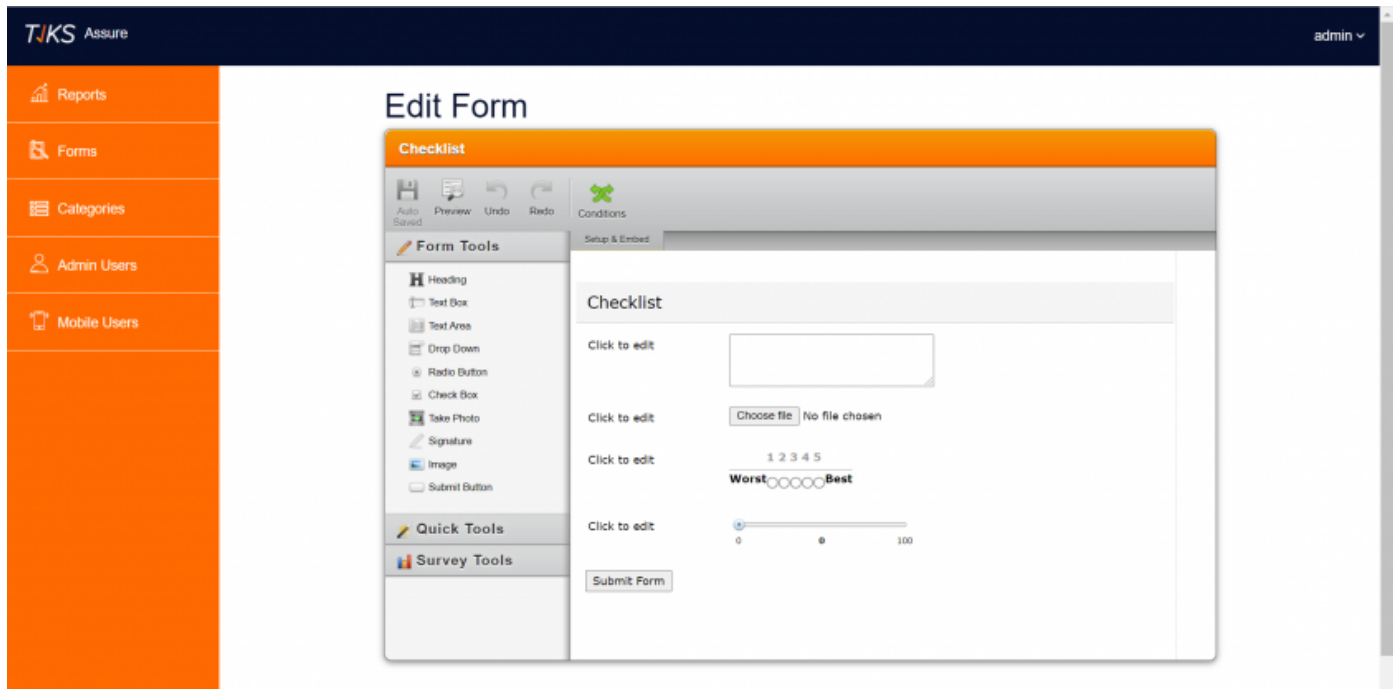 TJKS Assure
admin
Reports
Forms
Categories
Admin Users
Mobile Users
Edit Form
Checklist
Auto Saved
Preview
Undo
Redo
Conditions
Form Tools
Heading
Text Box
Text Area
Drop Down
Radio Button
Check Box
Take Photo
Signature
Image
Submit Button
Quick Tools
Survey Tools
Setup & Embed
Checklist
Click to edit
Click to edit
Choose file No file chosen
Click to edit
1 2 3 4 5
Worst Best
Click to edit
0 0 100
Submit Form